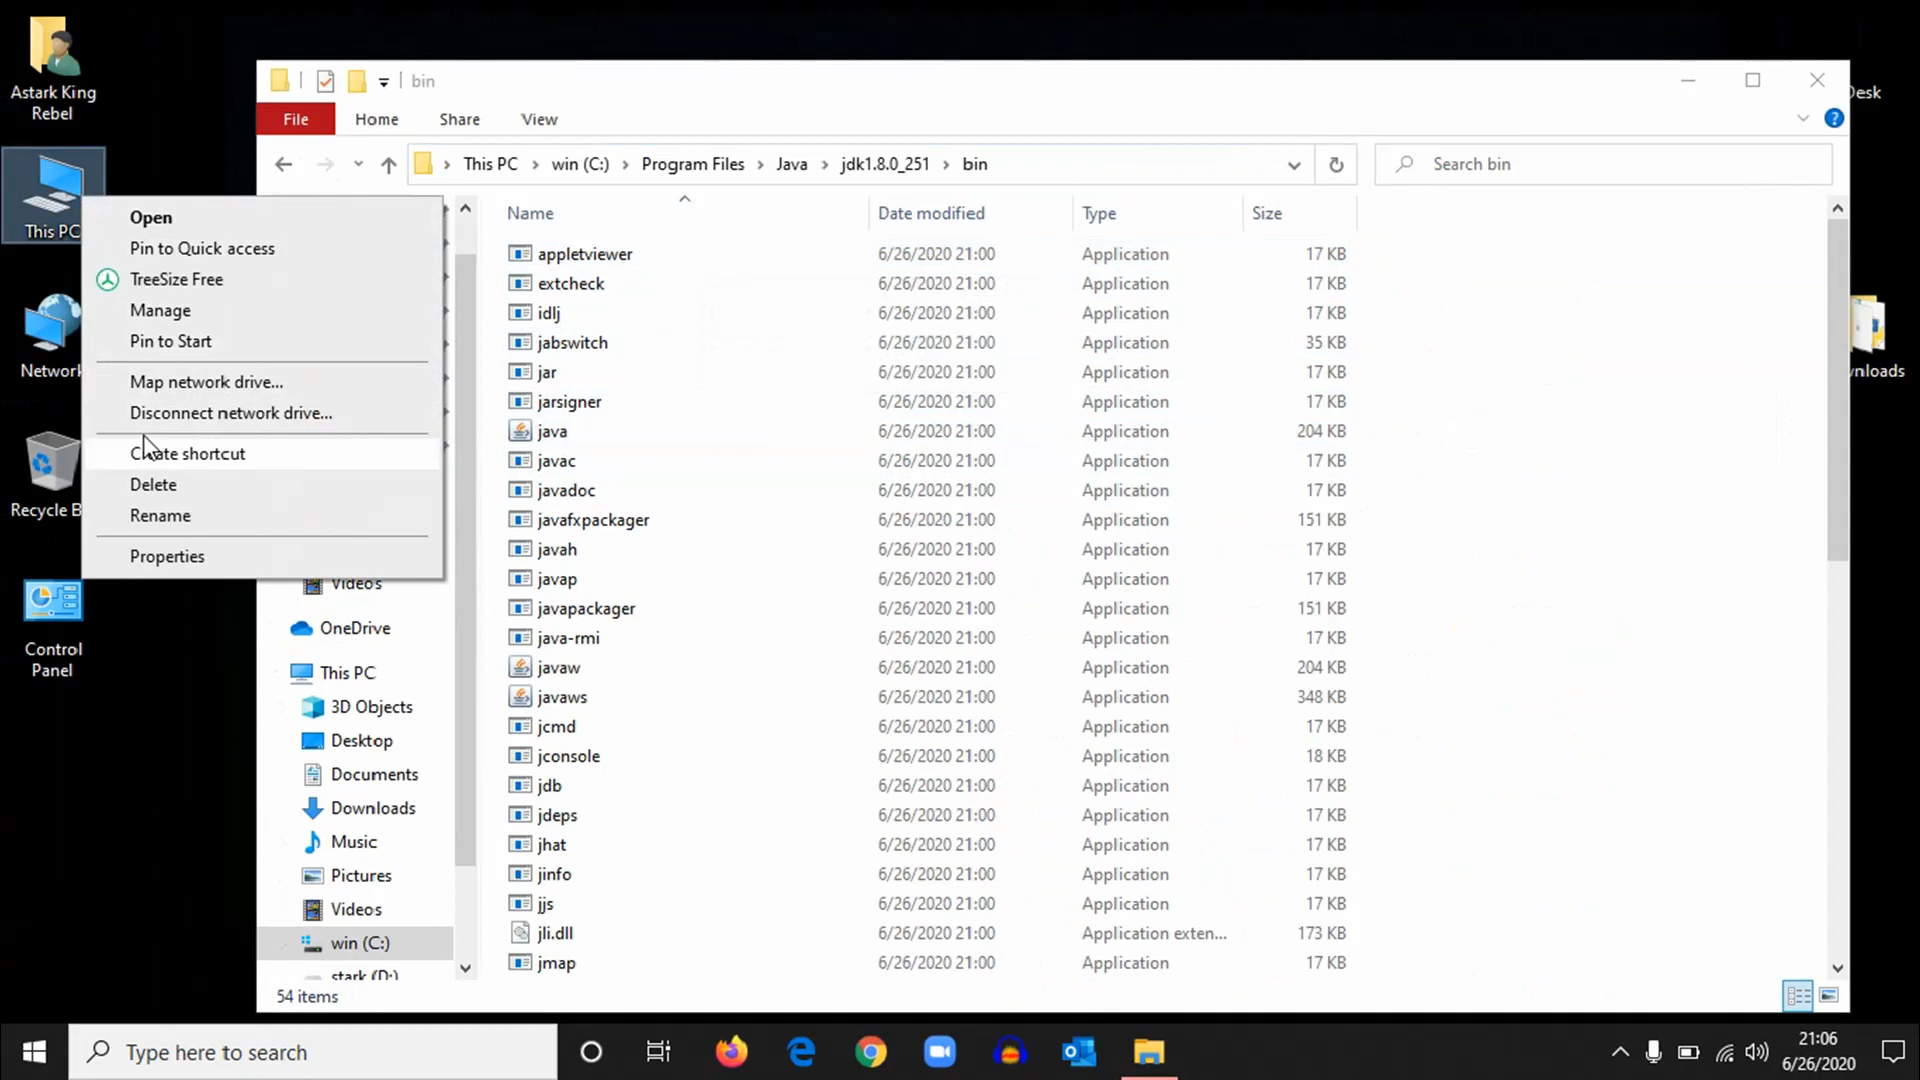 Astark King
Rebel
This PC
Network
Recycle B
Control
Panel
bin
File
Home
Share
View
This PC
win (C:)
Program Files
Java
jdk1.8.0_251
bin
Search bin
Open
Pin to Quick access
TreeSize Free
Manage
Pin to Start
Map network drive...
Disconnect network drive...
Create shortcut
Delete
Rename
Properties
Videos
OneDrive
This PC
3D Objects
Desktop
Documents
Downloads
Music
Pictures
Videos
win (C:)
stark (D:)
Name Date modified Type Size
appletviewer 6/26/2020 21:00 Application 17 KB
extcheck 6/26/2020 21:00 Application 17 KB
idlj 6/26/2020 21:00 Application 17 KB
jabswitch 6/26/2020 21:00 Application 35 KB
jar 6/26/2020 21:00 Application 17 KB
jarsigner 6/26/2020 21:00 Application 17 KB
java 6/26/2020 21:00 Application 204 KB
javac 6/26/2020 21:00 Application 17 KB
javadoc 6/26/2020 21:00 Application 17 KB
javafxpackager 6/26/2020 21:00 Application 151 KB
javah 6/26/2020 21:00 Application 17 KB
javap 6/26/2020 21:00 Application 17 KB
javapackager 6/26/2020 21:00 Application 151 KB
java-rmi 6/26/2020 21:00 Application 17 KB
javaw 6/26/2020 21:00 Application 204 KB
javaws 6/26/2020 21:00 Application 348 KB
jcmd 6/26/2020 21:00 Application 17 KB
jconsole 6/26/2020 21:00 Application 18 KB
jdb 6/26/2020 21:00 Application 17 KB
jdeps 6/26/2020 21:00 Application 17 KB
jhat 6/26/2020 21:00 Application 17 KB
jinfo 6/26/2020 21:00 Application 17 KB
jjs 6/26/2020 21:00 Application 17 KB
jli.dll 6/26/2020 21:00 Application exten... 173 KB
jmap 6/26/2020 21:00 Application 17 KB
54 items
Desk
wnloads
Type here to search
21:06
6/26/2020